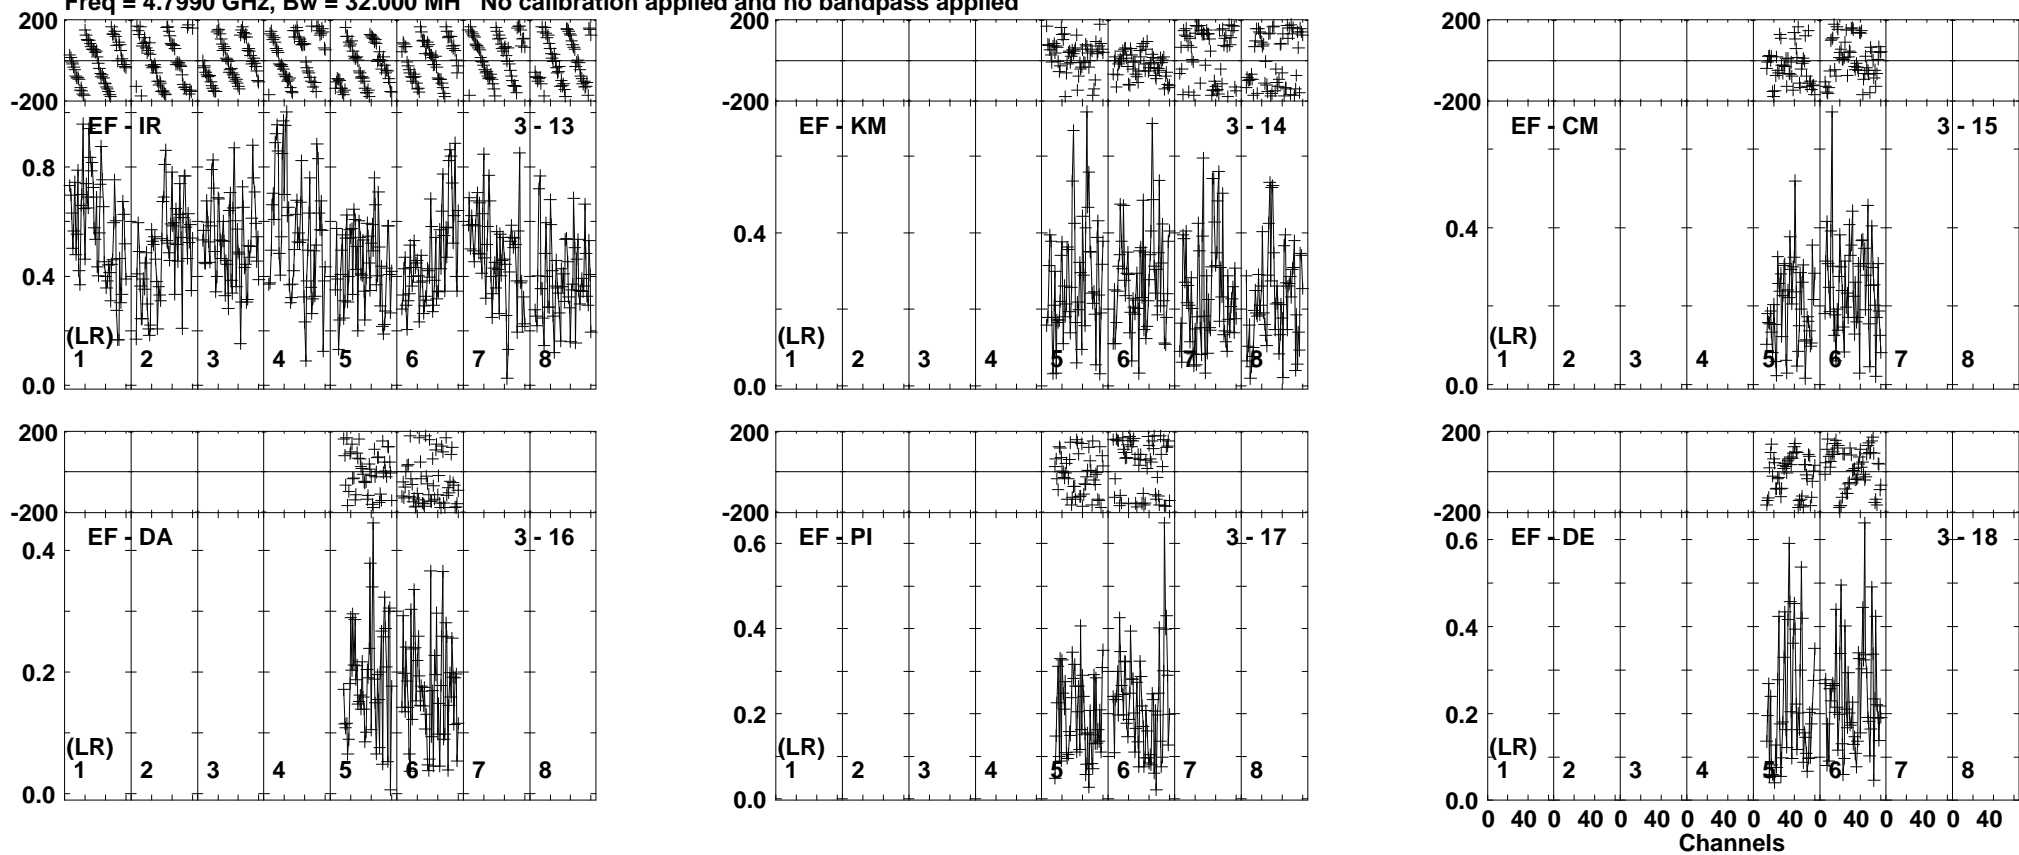 Freq = 4.7990 GHz, Bw = 32.000 MH No calibration applied and no bandpass applied
200
-200
EF - IR 3 - 13
0.8
0.4
(LR)
1 2 3 4 5 6 7 8
0.0
200
-200
EF - KM 3 - 14
0.4
1 2 3 4 5 6 7 8
0.0
200
-200
EF - CM 3 - 15
0.4
(LR)
1 2 3 4 5 6 7 8
0.0
200
-200
EF - DA 3 - 16
0.4
0.2
(LR)
1 2 3 4 5 6 7 8
0.0
200
-200
EF - PI 3 - 17
0.6
0.4
0.2
(LR)
1 2 3 4 5 6 7 8
0.0
200
-200
EF - DE 3 - 18
0.6
0.4
0.2
(LR)
1 2 3 4 5 6 7 8
0.0
0 40 0 40 0 40 0 40 0 40 0 40 0 40 0 40
Channels